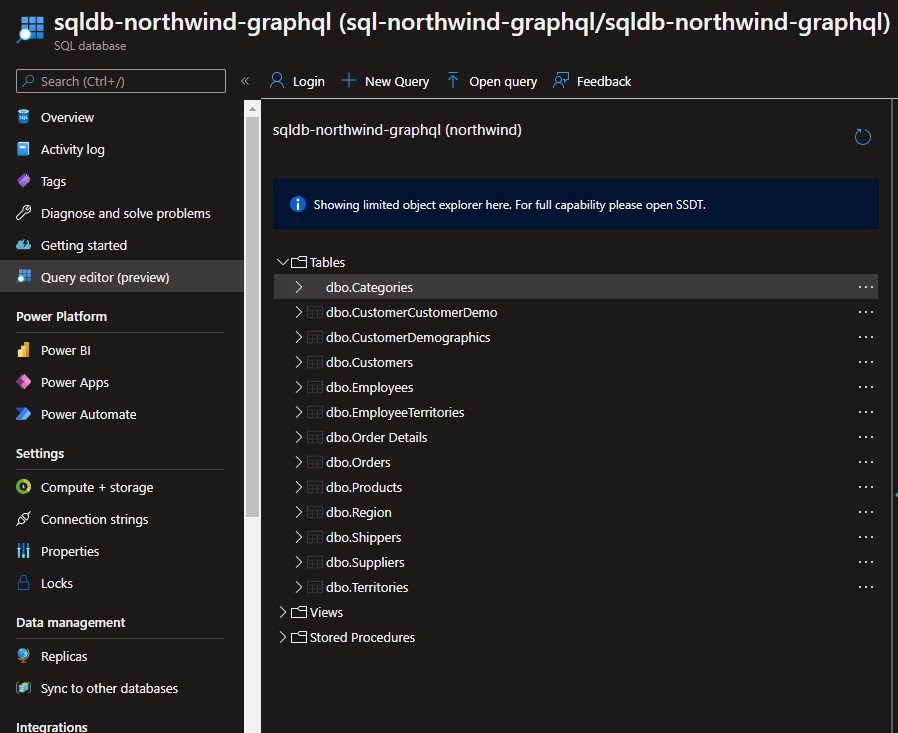 sqldb-northwind-graphql (sql-northwind-graphql/sqldb-northwind-graphql)
SQL database
Search (Ctrl+/)
«
Login
New Query
Open query
Feedback
Overview
Activity log
Tags
Diagnose and solve problems
Getting started
Query editor (preview)
Power Platform
Power BI
Power Apps
Power Automate
Settings
Compute + storage
Connection strings
Properties
Locks
Data management
Replicas
Sync to other databases
Integrations
sqldb-northwind-graphql (northwind)
Showing limited object explorer here. For full capability please open SSDT.
Tables
dbo.Categories
dbo.CustomerCustomerDemo
dbo.CustomerDemographics
dbo.Customers
dbo.Employees
dbo.EmployeeTerritories
dbo.Order Details
dbo.Orders
dbo.Products
dbo.Region
dbo.Shippers
dbo.Suppliers
dbo.Territories
Views
Stored Procedures